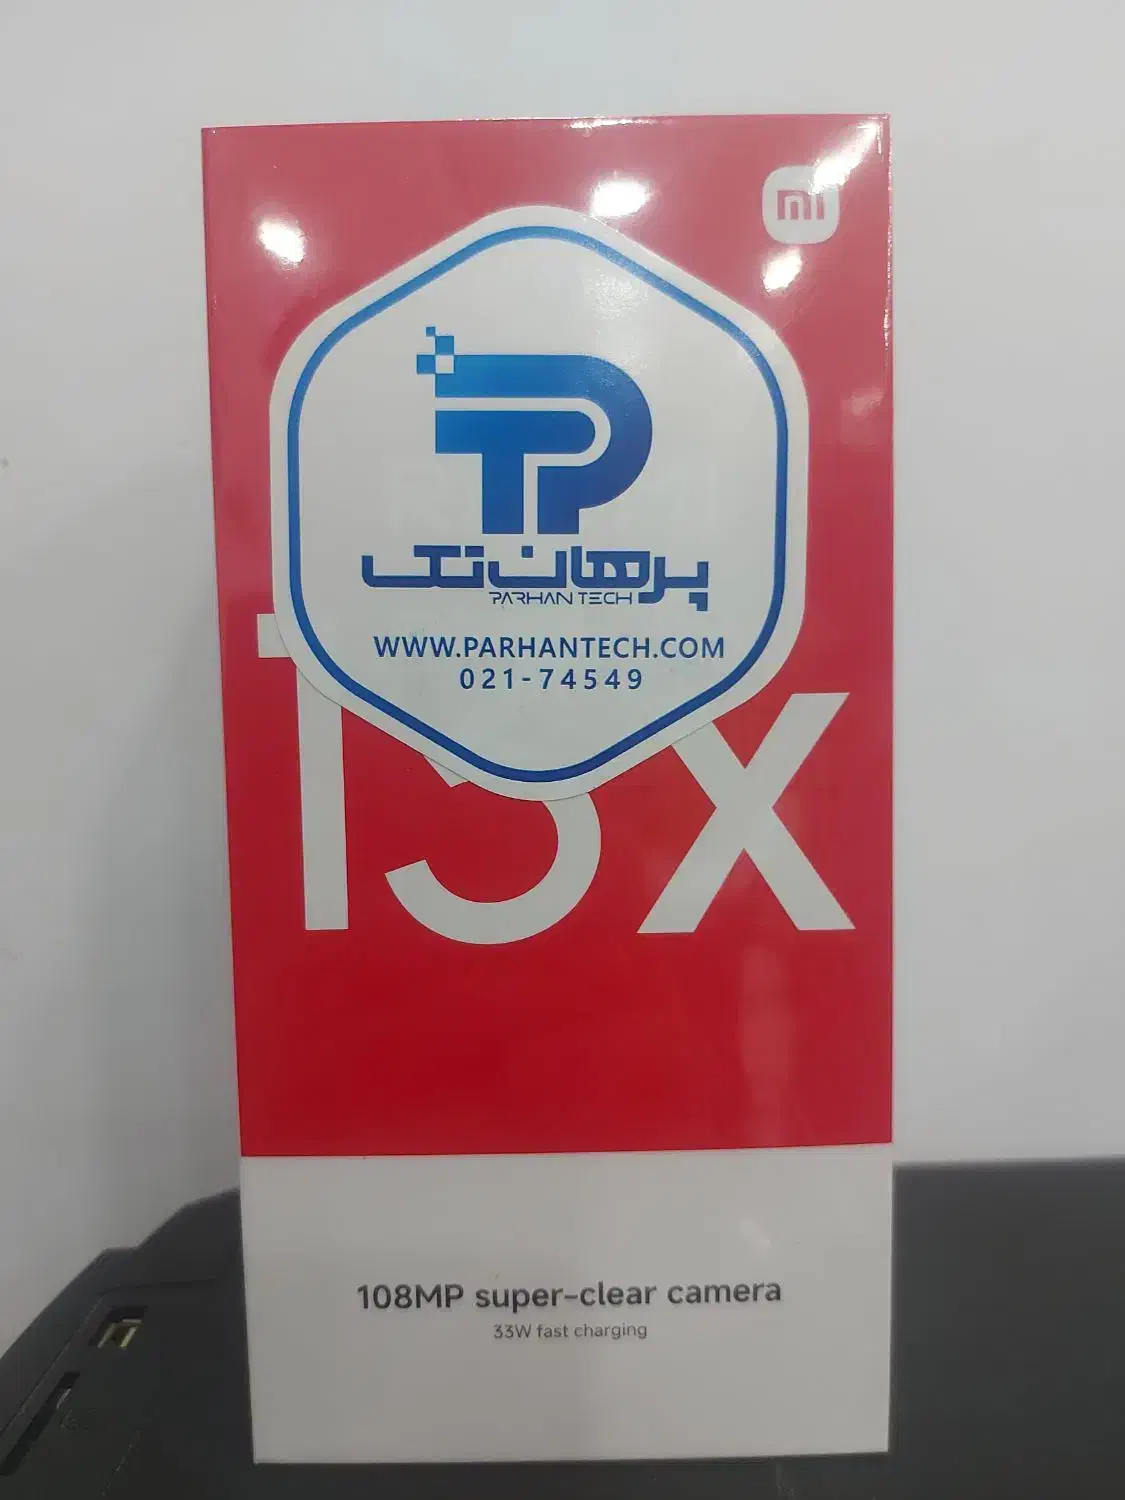 mi
پرهان تک
PARHAN TECH
WWW.PARHANTECH.COM
021-74549
13x
108MP super-clear camera
33W fast charging